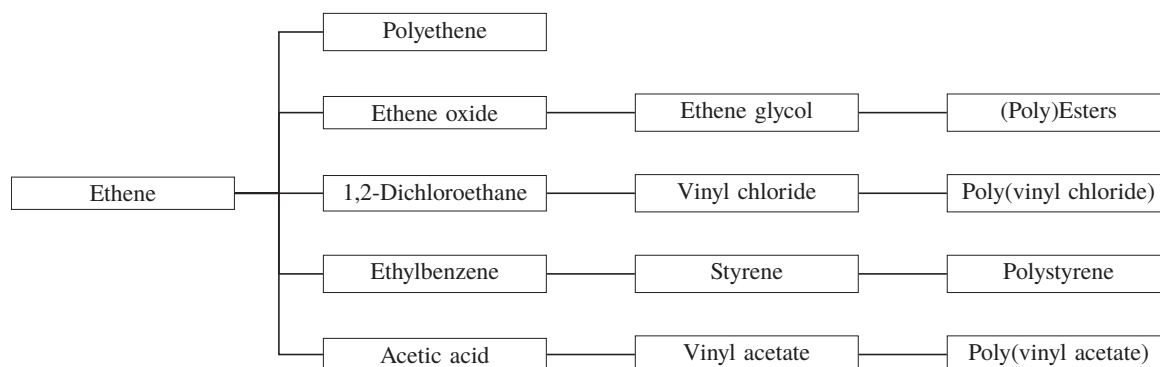 Polyethene
Ethene oxide
Ethene glycol
(Poly)Esters
Ethene
1,2-Dichloroethane
Vinyl chloride
Poly(vinyl chloride)
Ethylbenzene
Styrene
Polystyrene
Acetic acid
Vinyl acetate
Poly(vinyl acetate)